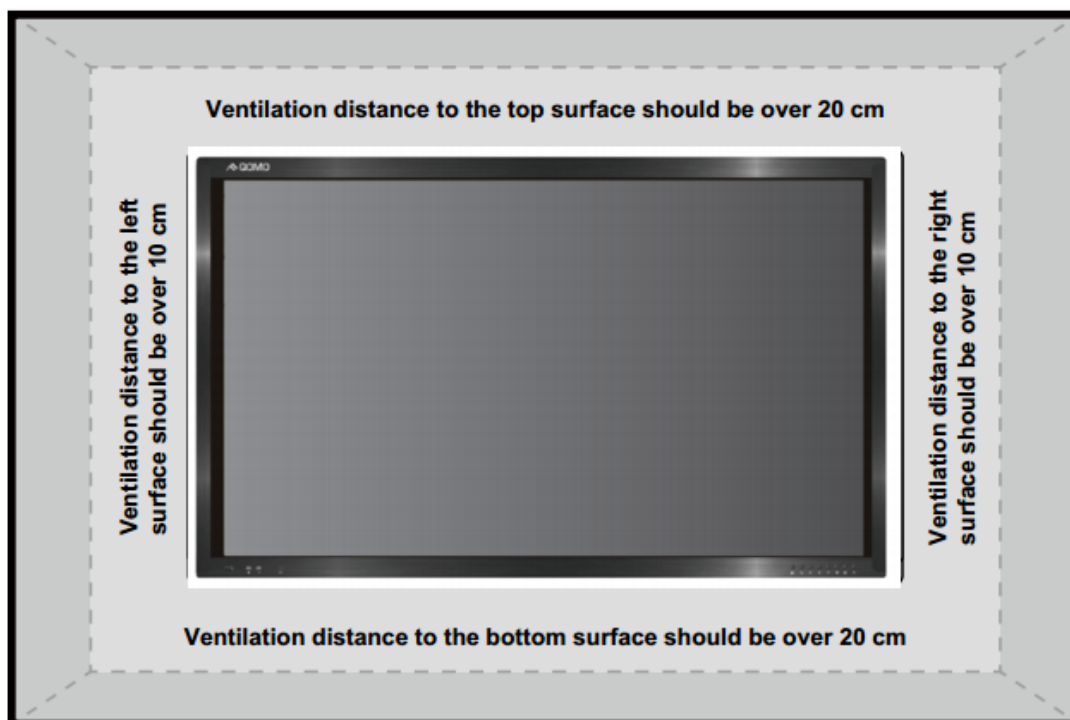 Ventilation distance to the top surface should be over 20 cm
QOMO
Ventilation distance to the left
surface should be over 10 cm
Ventilation distance to the right
surface should be over 10 cm
Ventilation distance to the bottom surface should be over 20 cm